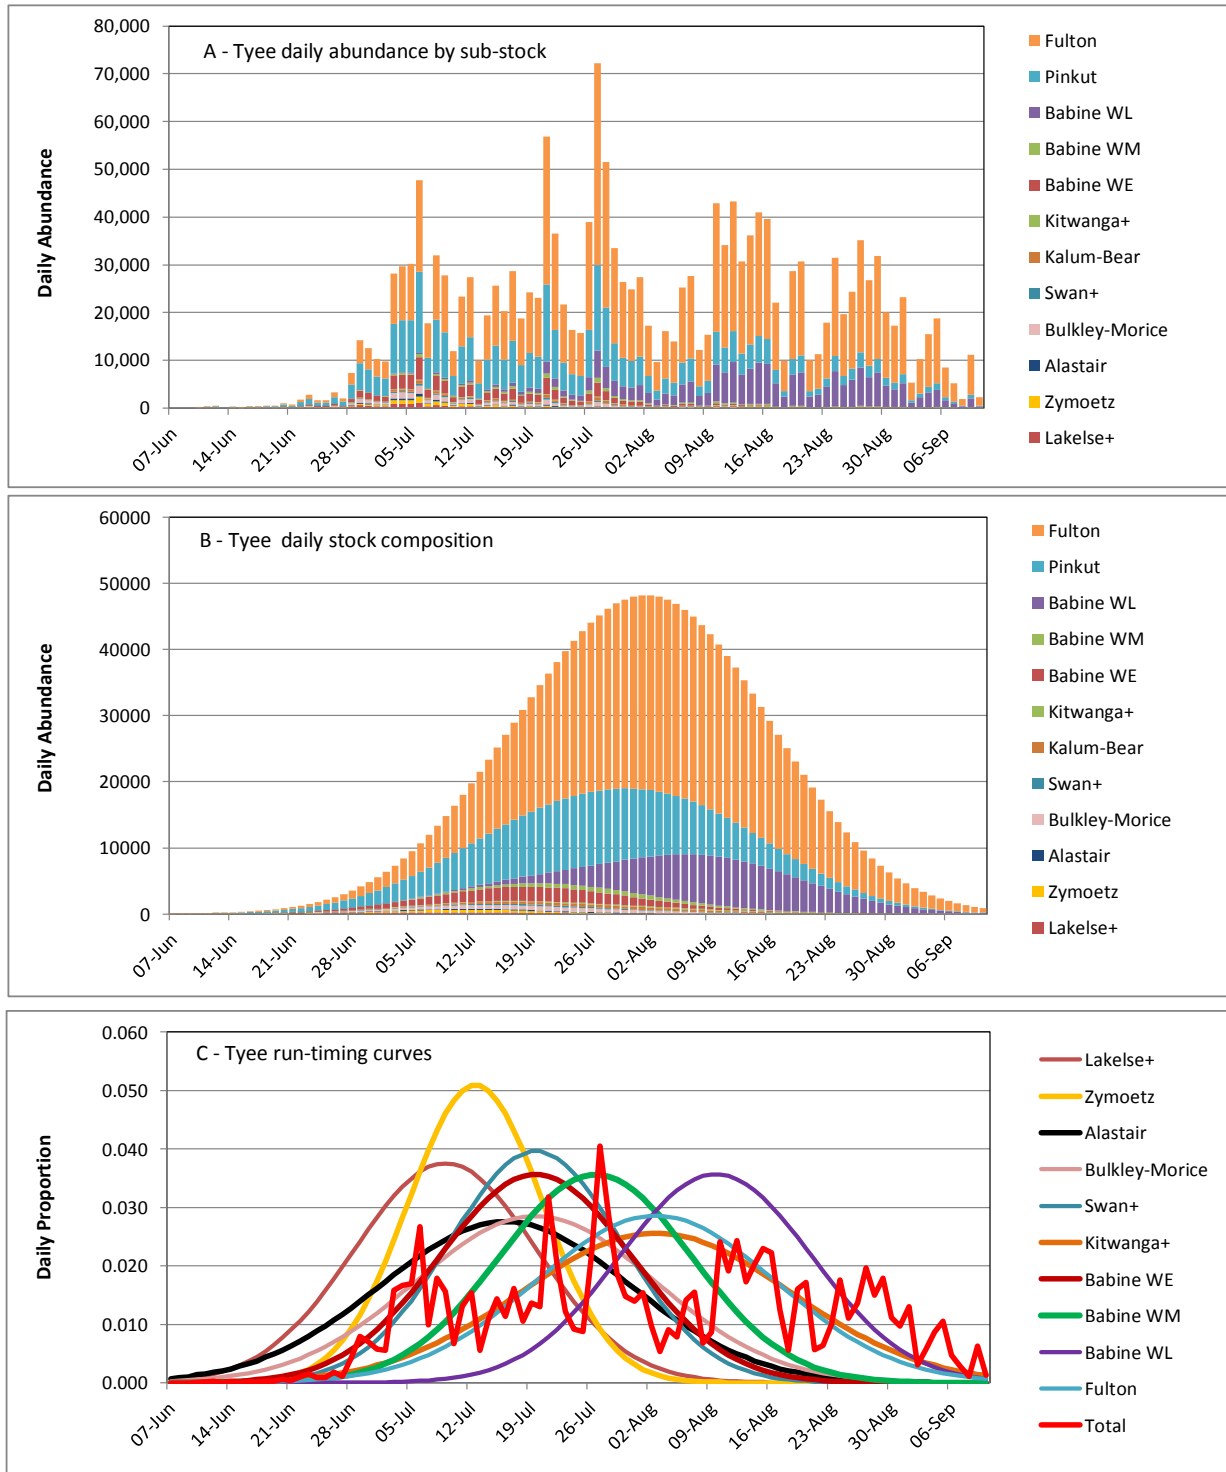 A - Tyee daily abundance by sub-stock
Daily Abundance
80,000
70,000
60,000
50,000
40,000
30,000
20,000
10,000
0
07-Jun
14-Jun
21-Jun
28-Jun
05-Jul
12-Jul
19-Jul
26-Jul
02-Aug
09-Aug
16-Aug
23-Aug
30-Aug
06-Sep
Fulton
Pinkut
Babine WL
Babine WM
Babine WE
Kitwanga+
Kalum-Bear
Swan+
Bulkley-Morice
Alastair
Zymoetz
Lakelse+
B - Tyee daily stock composition
Daily Abundance
60000
50000
40000
30000
20000
10000
0
07-Jun
14-Jun
21-Jun
28-Jun
05-Jul
12-Jul
19-Jul
26-Jul
02-Aug
09-Aug
16-Aug
23-Aug
30-Aug
06-Sep
Fulton
Pinkut
Babine WL
Babine WM
Babine WE
Kitwanga+
Kalum-Bear
Swan+
Bulkley-Morice
Alastair
Zymoetz
Lakelse+
C - Tyee run-timing curves
Daily Proportion
0.060
0.050
0.040
0.030
0.020
0.010
0.000
07-Jun
14-Jun
21-Jun
28-Jun
05-Jul
12-Jul
19-Jul
26-Jul
02-Aug
09-Aug
16-Aug
23-Aug
30-Aug
06-Sep
Lakelse+
Zymoetz
Alastair
Bulkley-Morice
Swan+
Kitwanga+
Babine WE
Babine WM
Babine WL
Fulton
Total